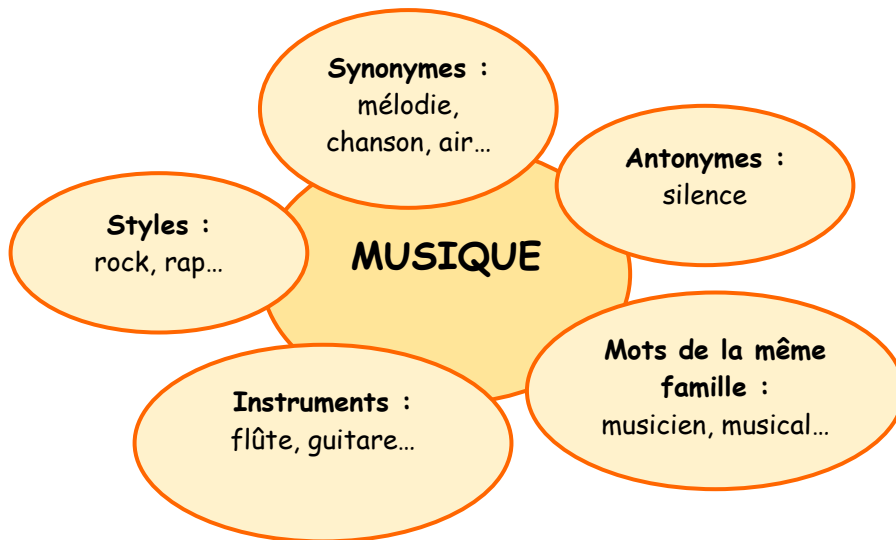 Synonymes :
mélodie,
chanson, air…
Antonymes :
silence
Styles :
rock, rap…
MUSIQUE
Mots de la même
famille :
musicien, musical…
Instruments :
flûte, guitare…